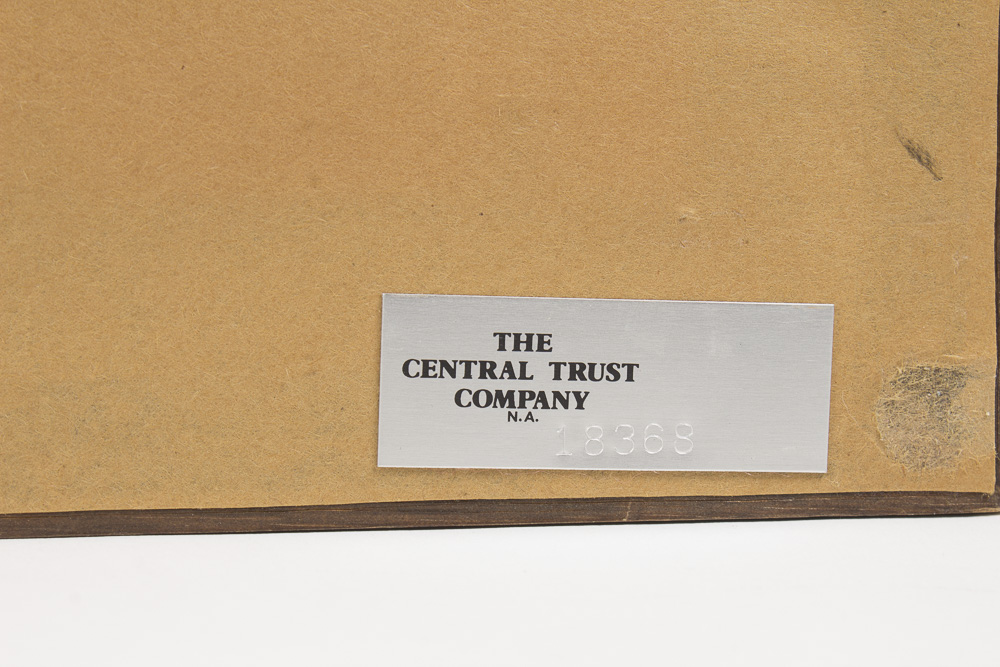 THE
CENTRAL TRUST
COMPANY
N.A.
18368